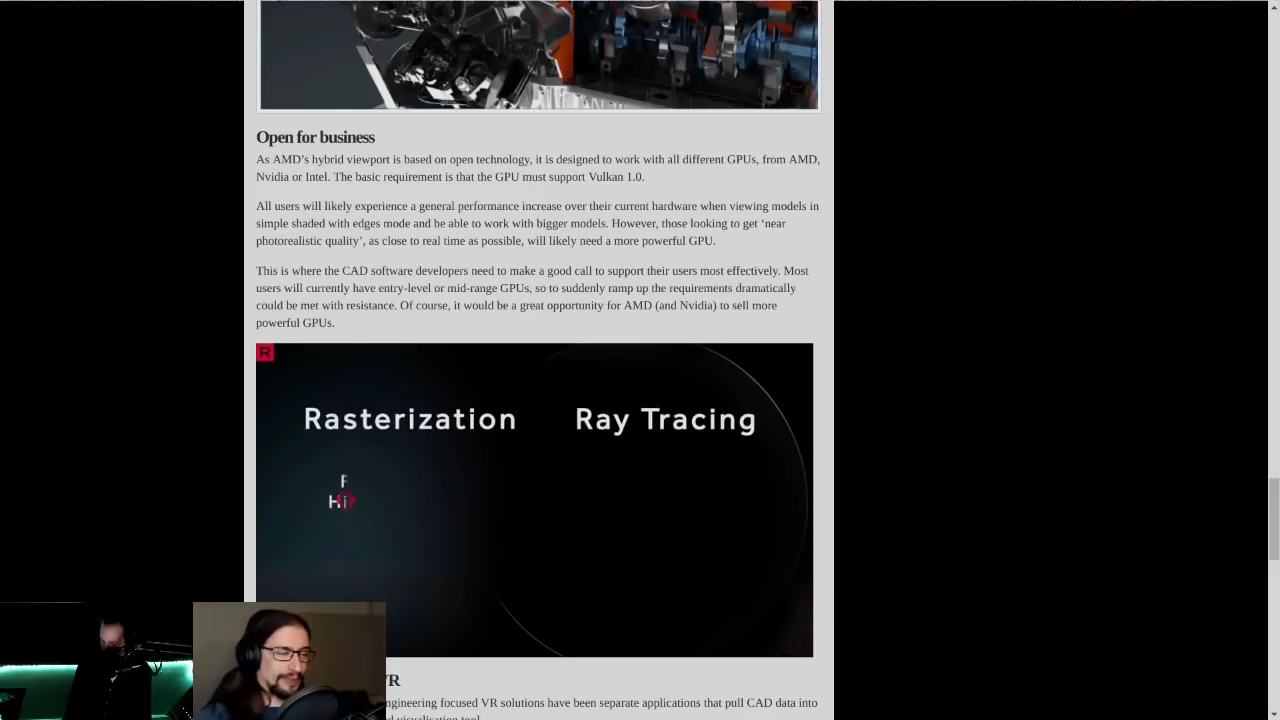 Open for business
As AMD’s hybrid viewport is based on open technology, it is designed to work with all different GPUs, from AMD,
Nvidia or Intel. The basic requirement is that the GPU must support Vulkan 1.0.
All users will likely experience a general performance increase over their current hardware when viewing models in
simple shaded with edges mode and be able to work with bigger models. However, those looking to get ‘near
photorealistic quality’, as close to real time as possible, will likely need a more powerful GPU.
This is where the CAD software developers need to make a good call to support their users most effectively. Most
users will currently have entry-level or mid-range GPUs, so to suddenly ramp up the requirements dramatically
could be met with resistance. Of course, it would be a great opportunity for AMD (and Nvidia) to sell more
powerful GPUs.
R
Rasterization Ray Tracing
F
Hi
VR
ngineering focused VR solutions have been separate applications that pull CAD data into
d visualisation tool